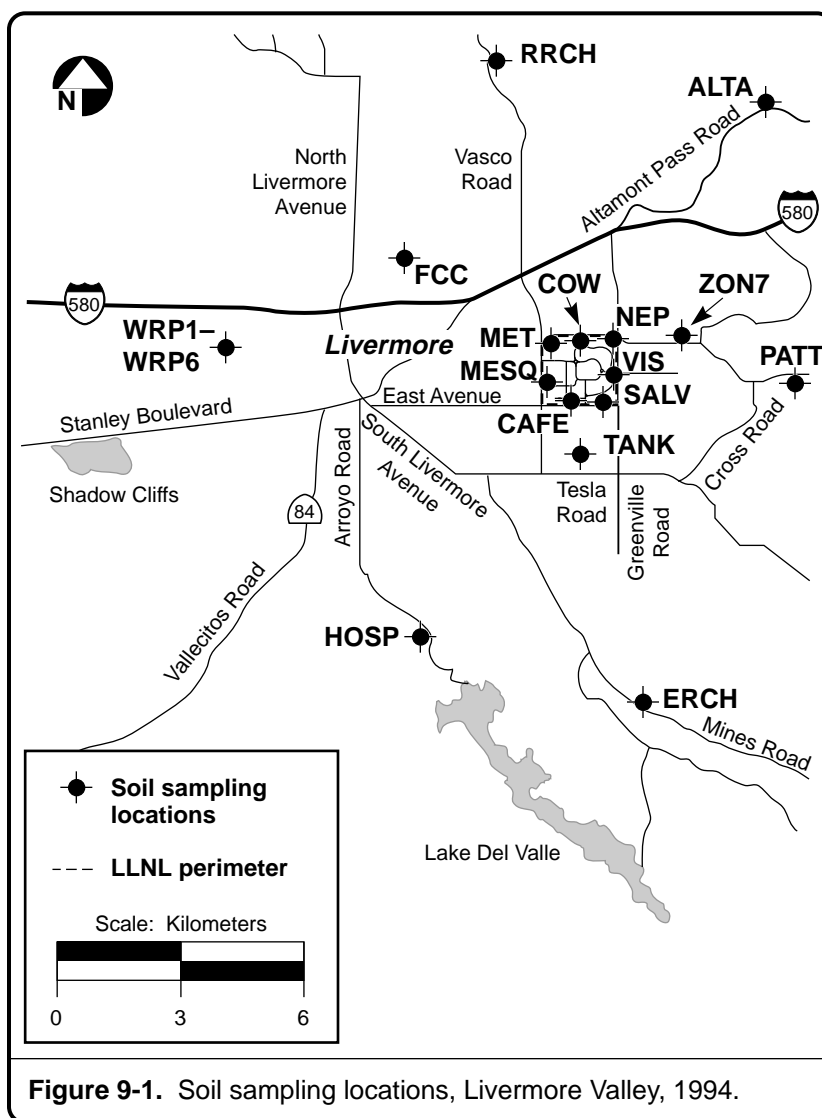 N
RRCH
ALTA
North
Livermore
Avenue
Vasco
Road
Altamont Pass Road
580
FCC
COW
ZON7
580
NEP
WRP1–
WRP6
Livermore
MET
VIS
PATT
MESQ
SALV
East Avenue
CAFE
Stanley Boulevard
TANK
Cross Road
South Livermore
Avenue
Shadow Cliffs
Arroyo Road
Tesla
Road
Greenville
Road
84
Vallecitos Road
HOSP
ERCH
Mines Road
Lake Del Valle
Soil sampling
locations
LLNL perimeter
Scale: Kilometers
0 3 6
Figure 9-1. Soil sampling locations, Livermore Valley, 1994.